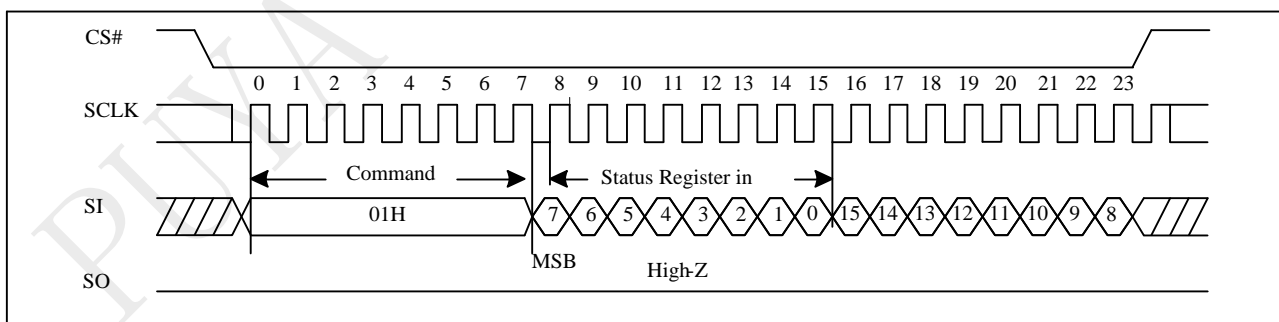 CS#
0 1 2 3 4 5 6 7 8 9 10 11 12 13 14 15 16 17 18 19 20 21 22 23
SCLK
Command Status Register in
SI
01H 7 6 5 4 3 2 1 0 15 14 13 12 11 10 9 8
MSB High-Z
SO
PUYA